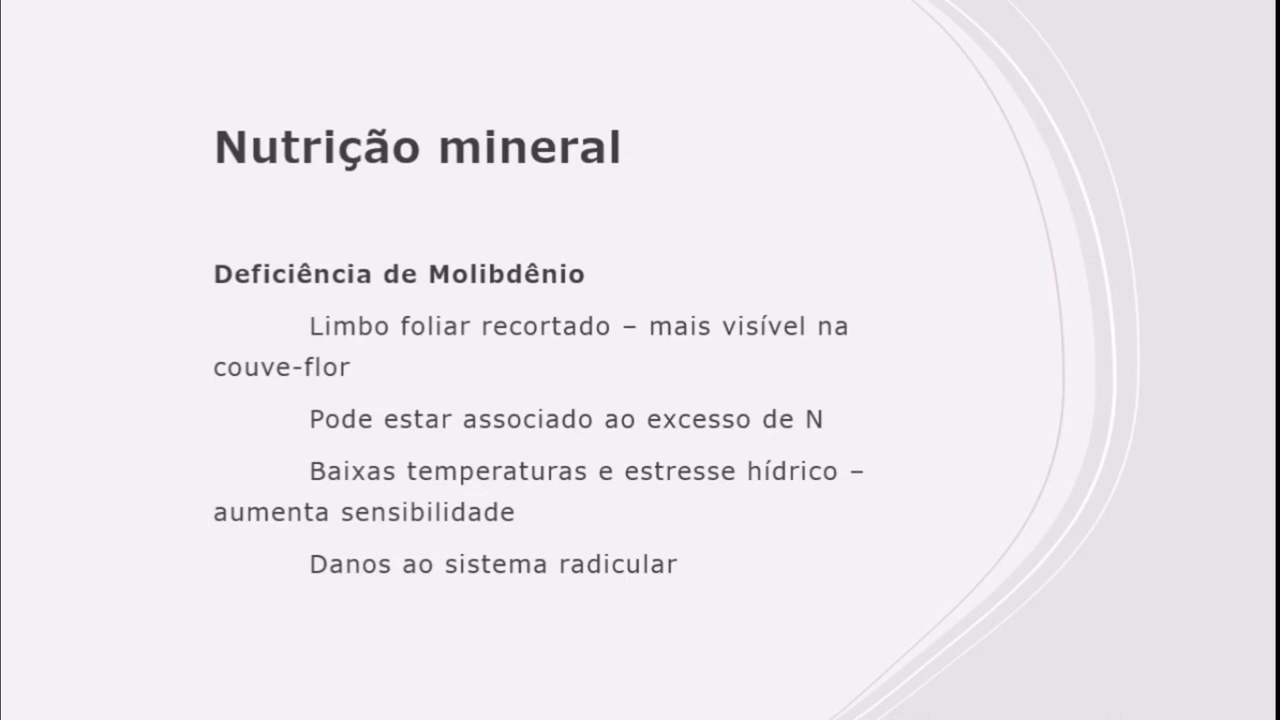 Nutrição mineral
Deficiência de Molibdênio
Limbo foliar recortado – mais visível na
couve-flor
Pode estar associado ao excesso de N
Baixas temperaturas e estresse hídrico –
aumenta sensibilidade
Danos ao sistema radicular